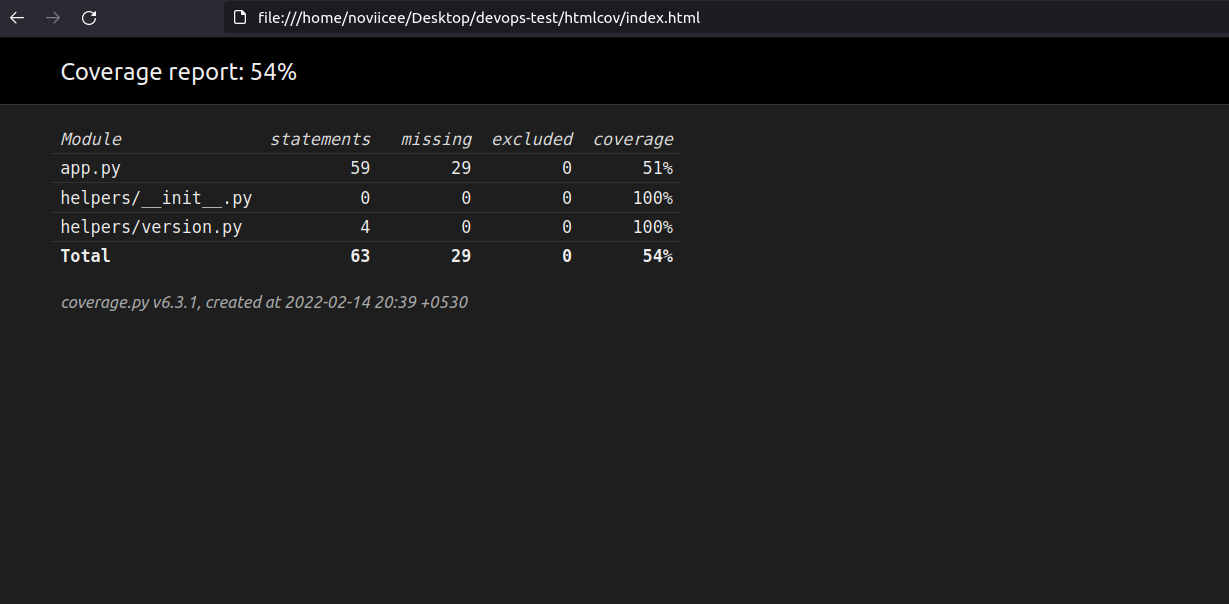 file:///home/noviicee/Desktop/devops-test/htmlcov/index.html
Coverage report: 54%
Module statements missing excluded coverage
app.py 59 29 0 51%
helpers/__init__.py 0 0 0 100%
helpers/version.py 4 0 0 100%
Total 63 29 0 54%
coverage.py v6.3.1, created at 2022-02-14 20:39 +0530